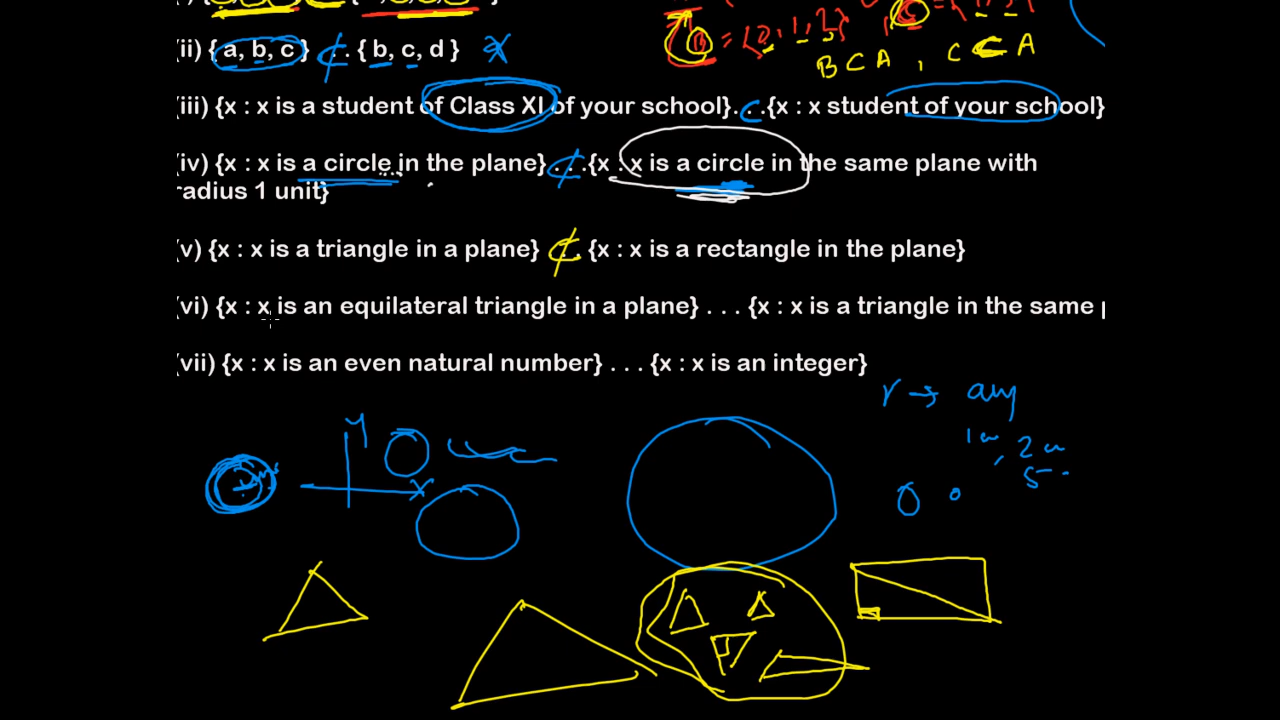 B = {0, 1, 2}
B ⊂ A , C ⊂ A
(ii) { a, b, c } ⊄ . { b, c, d } x
(iii) {x : x is a student of Class XI of your school}. ⊂ .{x : x student of your school}
(iv) {x : x is a circle in the plane} ⊄ . .{x : x is a circle in the same plane with
radius 1 unit}
(v) {x : x is a triangle in a plane} ⊄ . {x : x is a rectangle in the plane}
(vi) {x : x is an equilateral triangle in a plane} . . . {x : x is a triangle in the same p
(vii) {x : x is an even natural number} . . . {x : x is an integer}
r → any
y
x